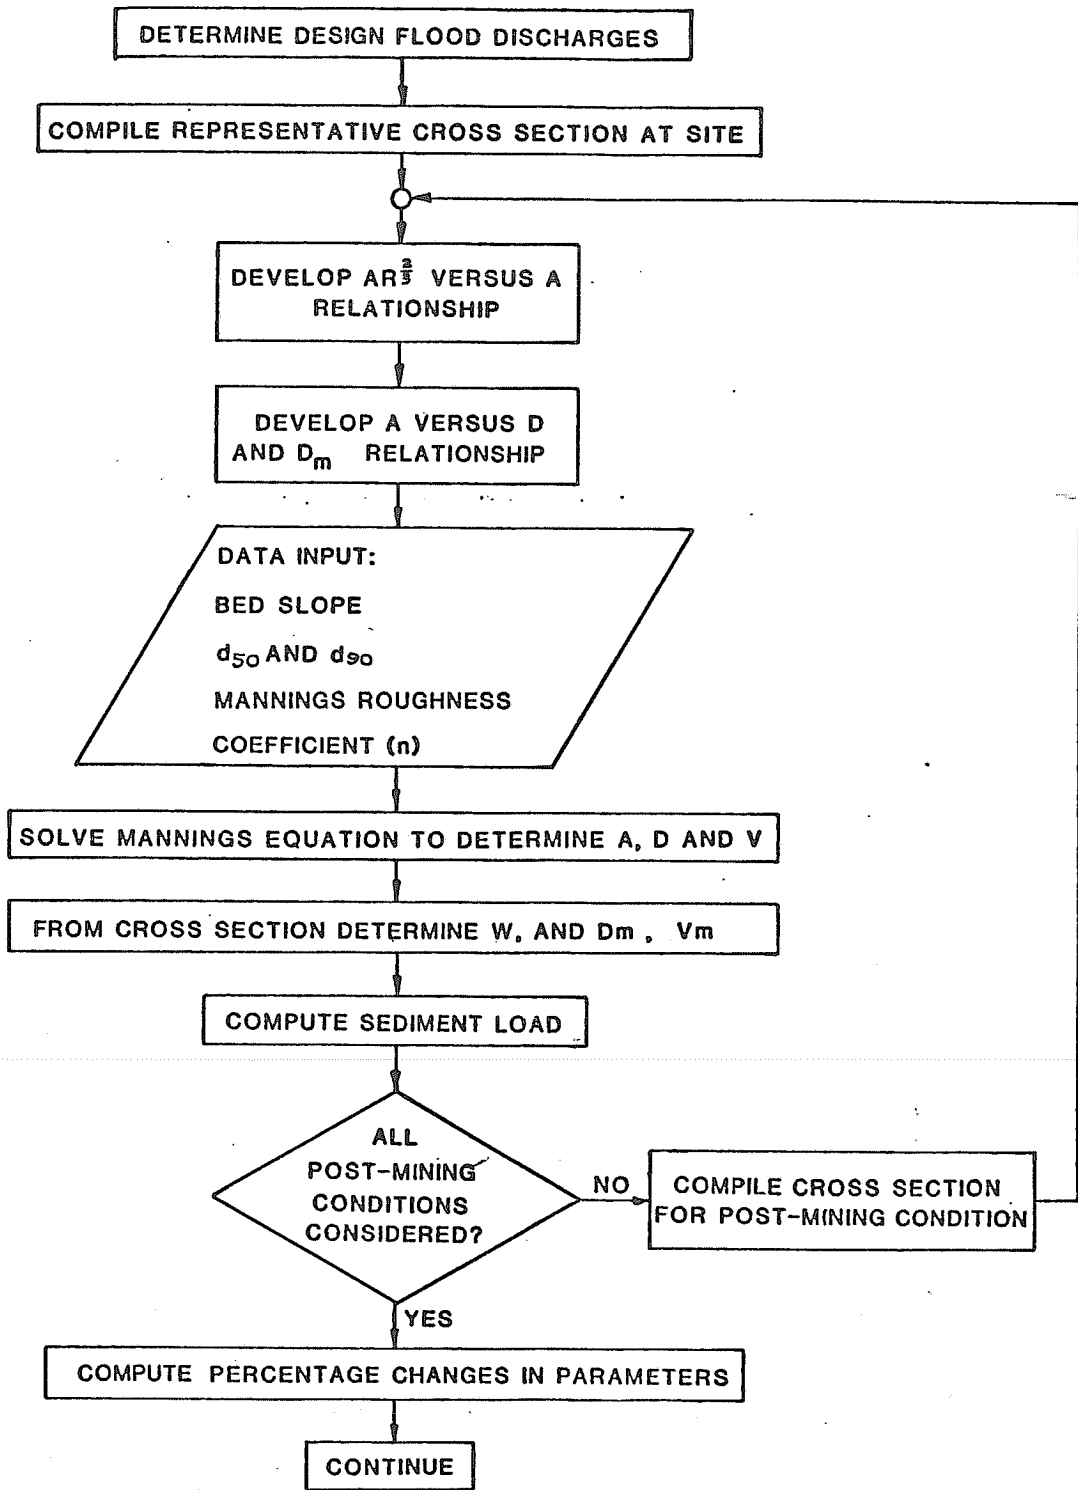 DETERMINE DESIGN FLOOD DISCHARGES
COMPILE REPRESENTATIVE CROSS SECTION AT SITE
DEVELOP AR^2/3 VERSUS A
RELATIONSHIP
DEVELOP A VERSUS D
AND Dm RELATIONSHIP
DATA INPUT:
BED SLOPE
d50 AND d90
MANNINGS ROUGHNESS
COEFFICIENT (n)
SOLVE MANNINGS EQUATION TO DETERMINE A, D AND V
FROM CROSS SECTION DETERMINE W, AND Dm, Vm
COMPUTE SEDIMENT LOAD
ALL
POST-MINING
CONDITIONS
CONSIDERED?
NO
COMPILE CROSS SECTION
FOR POST-MINING CONDITION
YES
COMPUTE PERCENTAGE CHANGES IN PARAMETERS
CONTINUE